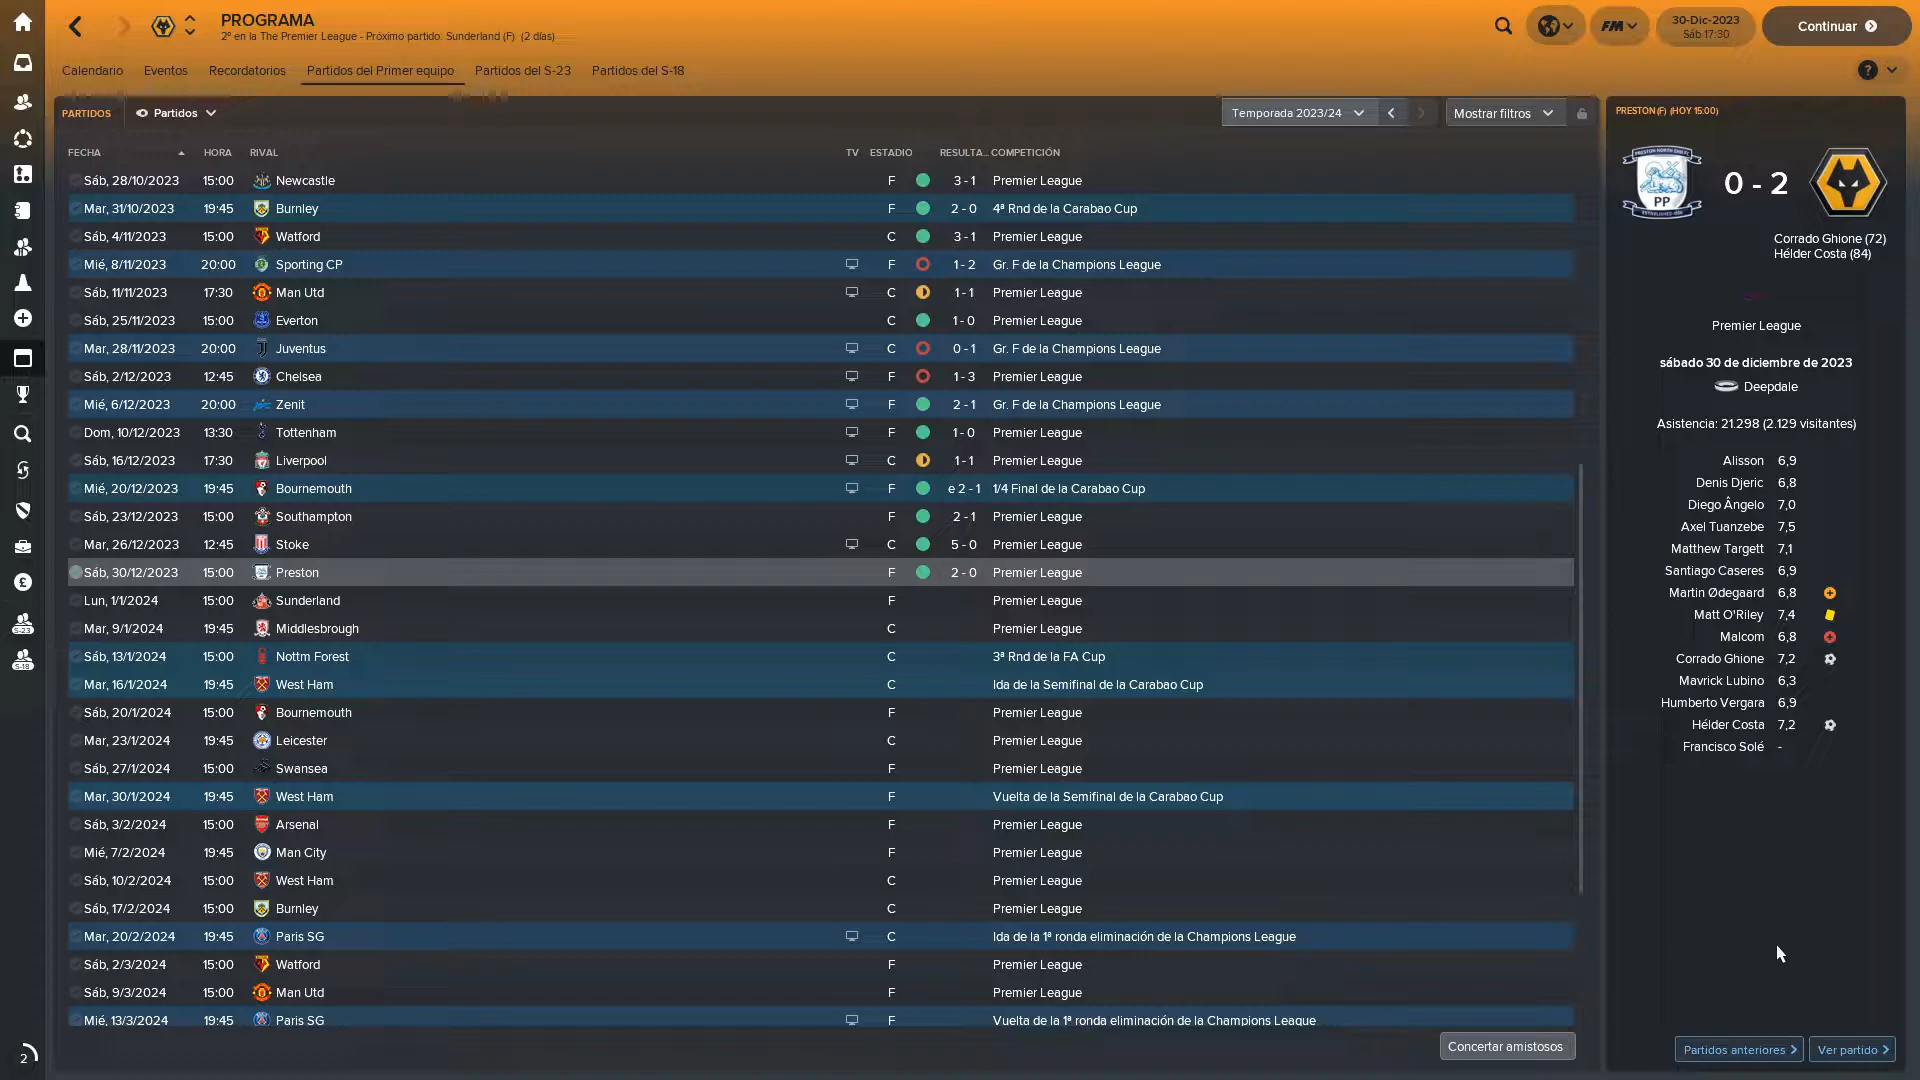 PROGRAMA
2º en la The Premier League - Próximo partido: Sunderland (F) (2 días)
FM
30-Dic-2023
Sáb 17:30
Continuar
Calendario Eventos Recordatorios Partidos del Primer equipo Partidos del S-23 Partidos del S-18
?
PARTIDOS Partidos Temporada 2023/24 Mostrar filtros
FECHA HORA RIVAL TV ESTADIO RESULTA... COMPETICIÓN
Sáb, 28/10/2023 15:00 Newcastle F 3 - 1 Premier League
Mar, 31/10/2023 19:45 Burnley F 2 - 0 4ª Rnd de la Carabao Cup
Sáb, 4/11/2023 15:00 Watford C 3 - 1 Premier League
Mié, 8/11/2023 20:00 Sporting CP F 1 - 2 Gr. F de la Champions League
Sáb, 11/11/2023 17:30 Man Utd C 1 - 1 Premier League
Sáb, 25/11/2023 15:00 Everton C 1 - 0 Premier League
Mar, 28/11/2023 20:00 Juventus C 0 - 1 Gr. F de la Champions League
Sáb, 2/12/2023 12:45 Chelsea F 1 - 3 Premier League
Mié, 6/12/2023 20:00 Zenit F 2 - 1 Gr. F de la Champions League
Dom, 10/12/2023 13:30 Tottenham F 1 - 0 Premier League
Sáb, 16/12/2023 17:30 Liverpool C 1 - 1 Premier League
Mié, 20/12/2023 19:45 Bournemouth F e 2 - 1 1/4 Final de la Carabao Cup
Sáb, 23/12/2023 15:00 Southampton F 2 - 1 Premier League
Mar, 26/12/2023 12:45 Stoke C 5 - 0 Premier League
Sáb, 30/12/2023 15:00 Preston F 2 - 0 Premier League
Lun, 1/1/2024 15:00 Sunderland F Premier League
Mar, 9/1/2024 19:45 Middlesbrough C Premier League
Sáb, 13/1/2024 15:00 Nottm Forest C 3ª Rnd de la FA Cup
Mar, 16/1/2024 19:45 West Ham C Ida de la Semifinal de la Carabao Cup
Sáb, 20/1/2024 15:00 Bournemouth F Premier League
Mar, 23/1/2024 19:45 Leicester C Premier League
Sáb, 27/1/2024 15:00 Swansea F Premier League
Mar, 30/1/2024 19:45 West Ham F Vuelta de la Semifinal de la Carabao Cup
Sáb, 3/2/2024 15:00 Arsenal F Premier League
Mié, 7/2/2024 19:45 Man City F Premier League
Sáb, 10/2/2024 15:00 West Ham C Premier League
Sáb, 17/2/2024 15:00 Burnley C Premier League
Mar, 20/2/2024 19:45 Paris SG C Ida de la 1ª ronda eliminación de la Champions League
Sáb, 2/3/2024 15:00 Watford F Premier League
Sáb, 9/3/2024 15:00 Man Utd F Premier League
Mié, 13/3/2024 19:45 Paris SG F Vuelta de la 1ª ronda eliminación de la Champions League
Concertar amistosos
PRESTON (F) (HOY 15:00)
PP
0 - 2
Corrado Ghione (72)
Hélder Costa (84)
Premier League
sábado 30 de diciembre de 2023
Deepdale
Asistencia: 21.298 (2.129 visitantes)
Alisson 6,9
Denis Djeric 6,8
Diego Ângelo 7,0
Axel Tuanzebe 7,5
Matthew Targett 7,1
Santiago Caseres 6,9
Martin Ødegaard 6,8
Matt O'Riley 7,4
Malcom 6,8
Corrado Ghione 7,2
Mavrick Lubino 6,3
Humberto Vergara 6,9
Hélder Costa 7,2
Francisco Solé -
Partidos anteriores Ver partido
S-23
S-18
2